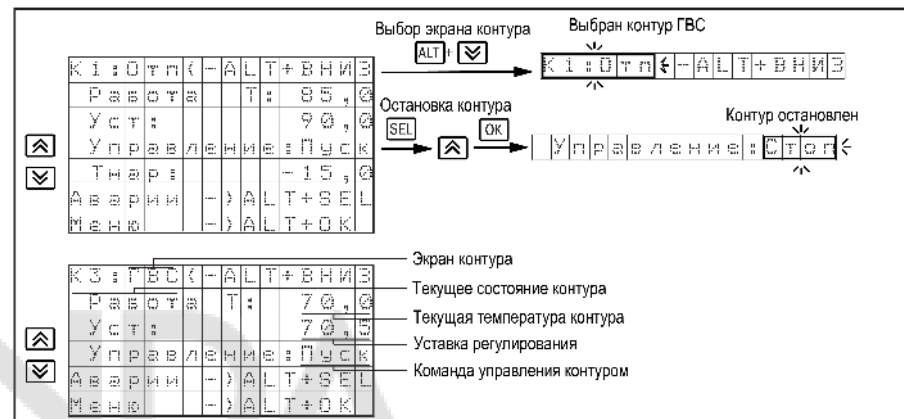 Выбор экрана контура
ALT + 
Выбран контур ГВС
К1:Отп(-ALT+ВНИЗ
К1:Отп(-ALT+ВНИЗ
Работа Т: 85,0
Уст: 90,0
Управление:Пуск
Тнар: -15,0
Аварии -)ALT+SEL
Меню -)ALT+OK
Остановка контура
SEL
OK
Контур остановлен
Управление:Стоп
К3:ГВС(-ALT+ВНИЗ
Работа Т: 70,0
Уст: 70,5
Управление:Пуск
Аварии -)ALT+SEL
Меню -)ALT+OK
Экран контура
Текущее состояние контура
Текущая температура контура
Уставка регулирования
Команда управления контуром